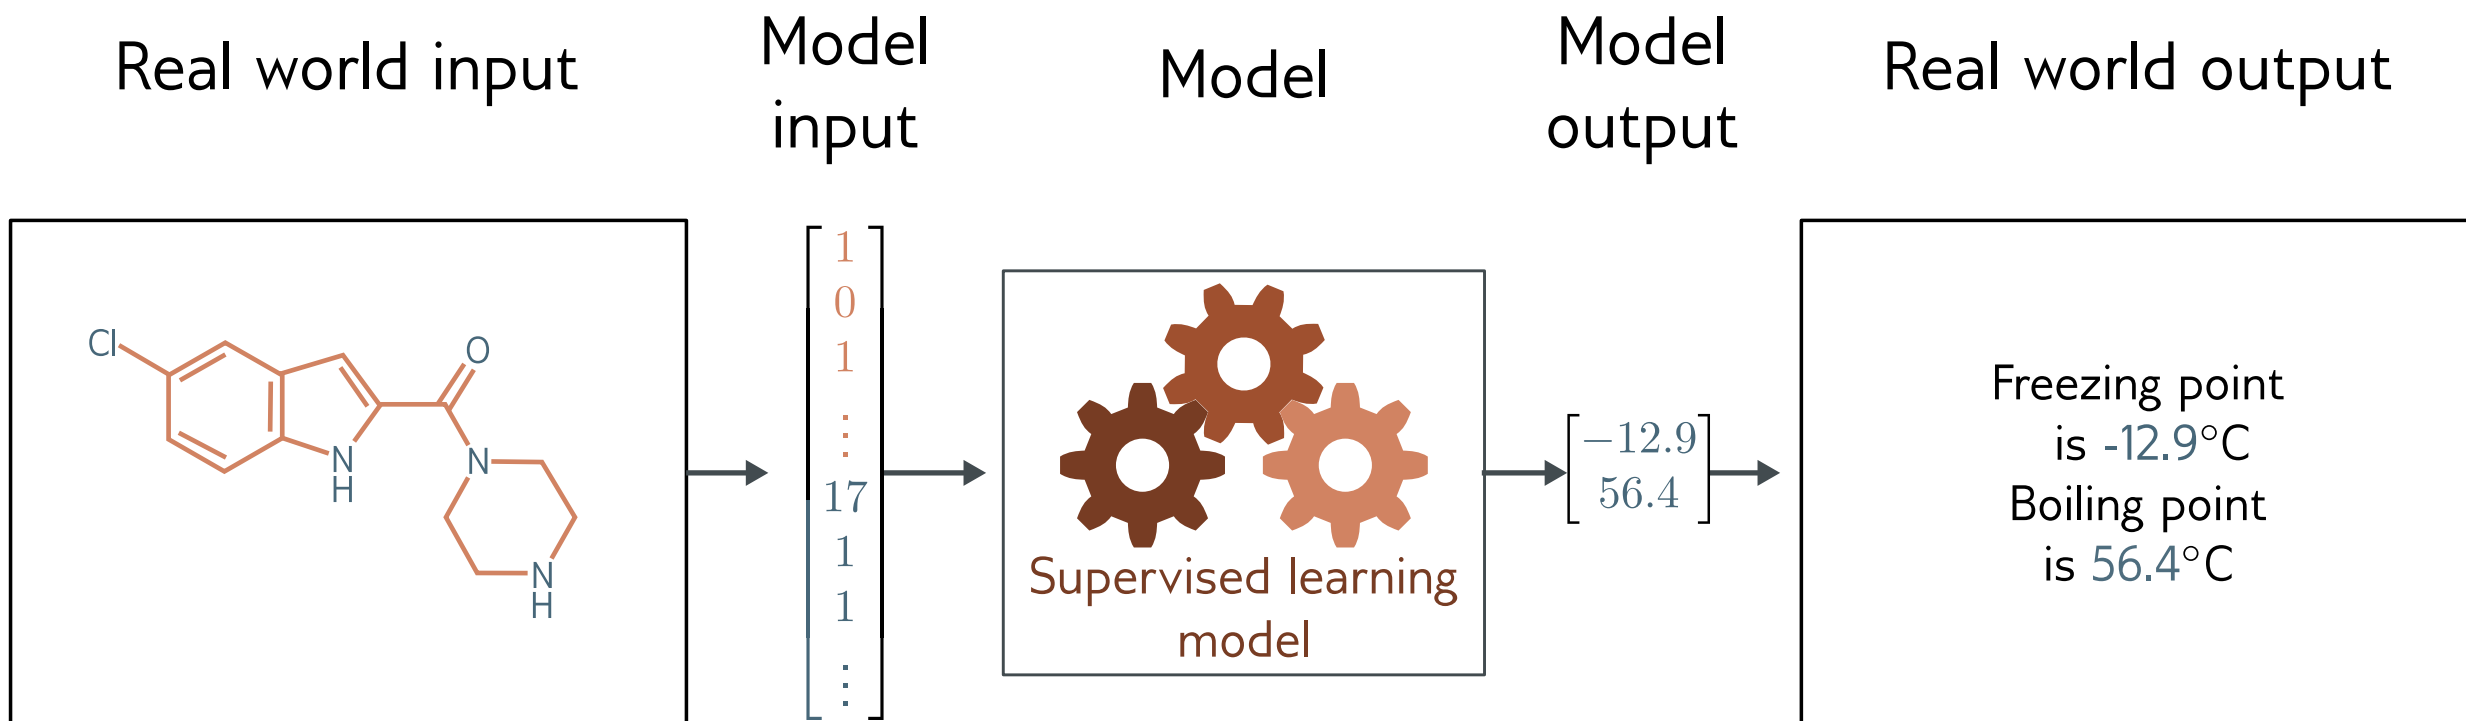 Real world input
Model
input
Model
Model
output
Real world output
Cl
O
N
H
N
N
H
1
0
1
⋮
17
1
1
⋮
Supervised learning
model
−12.9
56.4
Freezing point
is -12.9°C
Boiling point
is 56.4°C